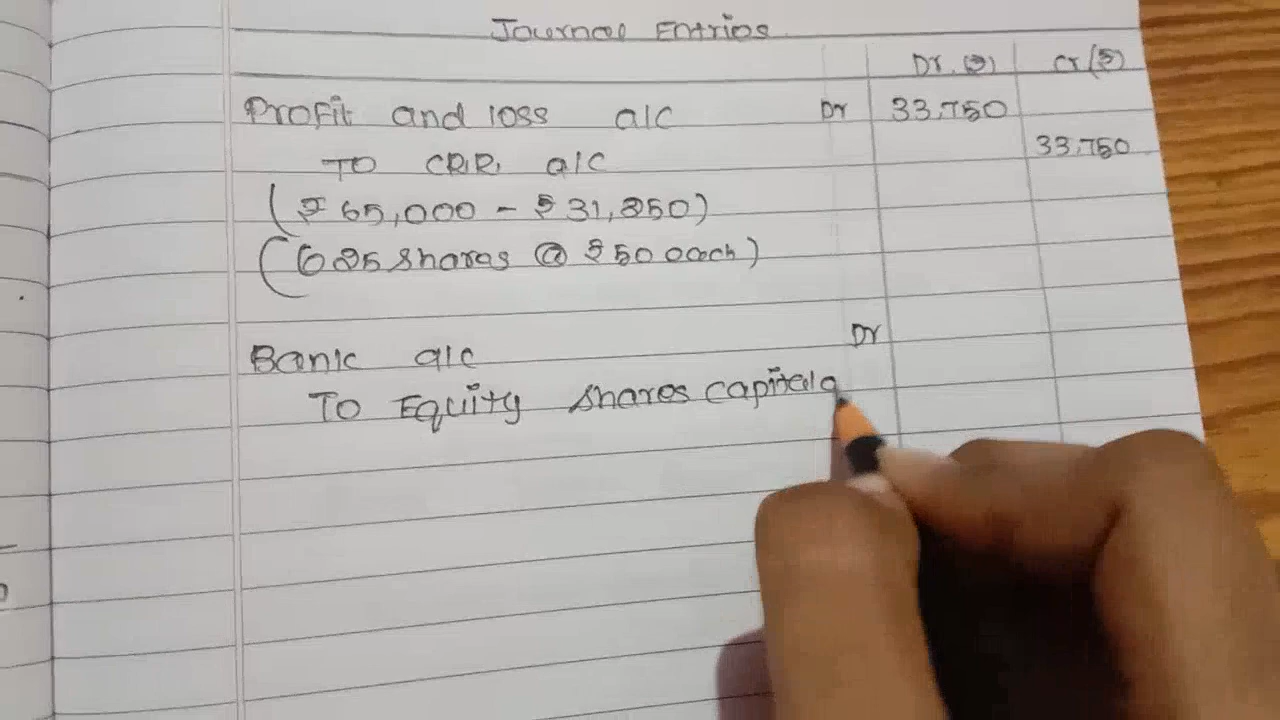 Journal Entries
Dr. (₹) Cr (₹)
Profit and loss a/c Dr 33,750
TO CRR a/c 33,750
(₹ 65,000 - ₹ 31,250)
(625 shares @ ₹50 each)
Bank a/c Dr
To Equity shares capital a